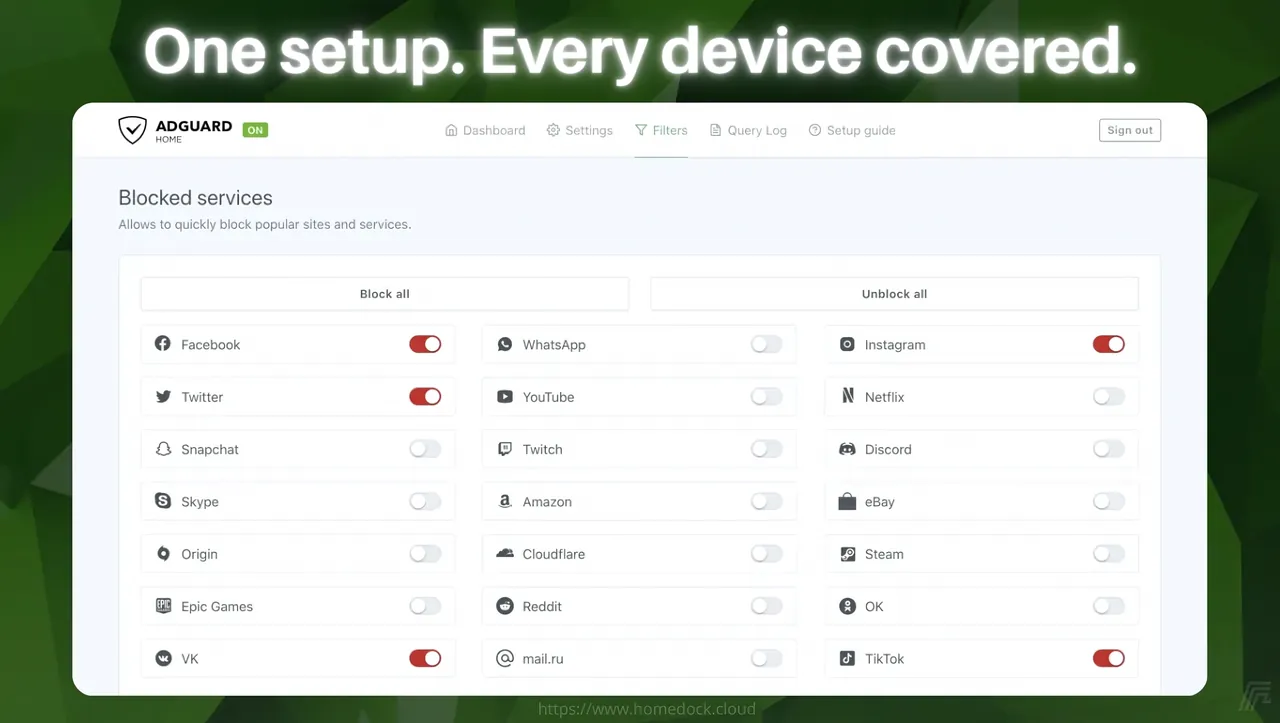 One setup. Every device covered.
ADGUARD
HOME
ON
Dashboard
Settings
Filters
Query Log
Setup guide
Sign out
Blocked services
Allows to quickly block popular sites and services.
Block all
Unblock all
Facebook
WhatsApp
Instagram
Twitter
YouTube
Netflix
Snapchat
Twitch
Discord
Skype
Amazon
eBay
Origin
Cloudflare
Steam
EPIC
Epic Games
Reddit
OK
VK
mail.ru
TikTok
https://www.homedock.cloud